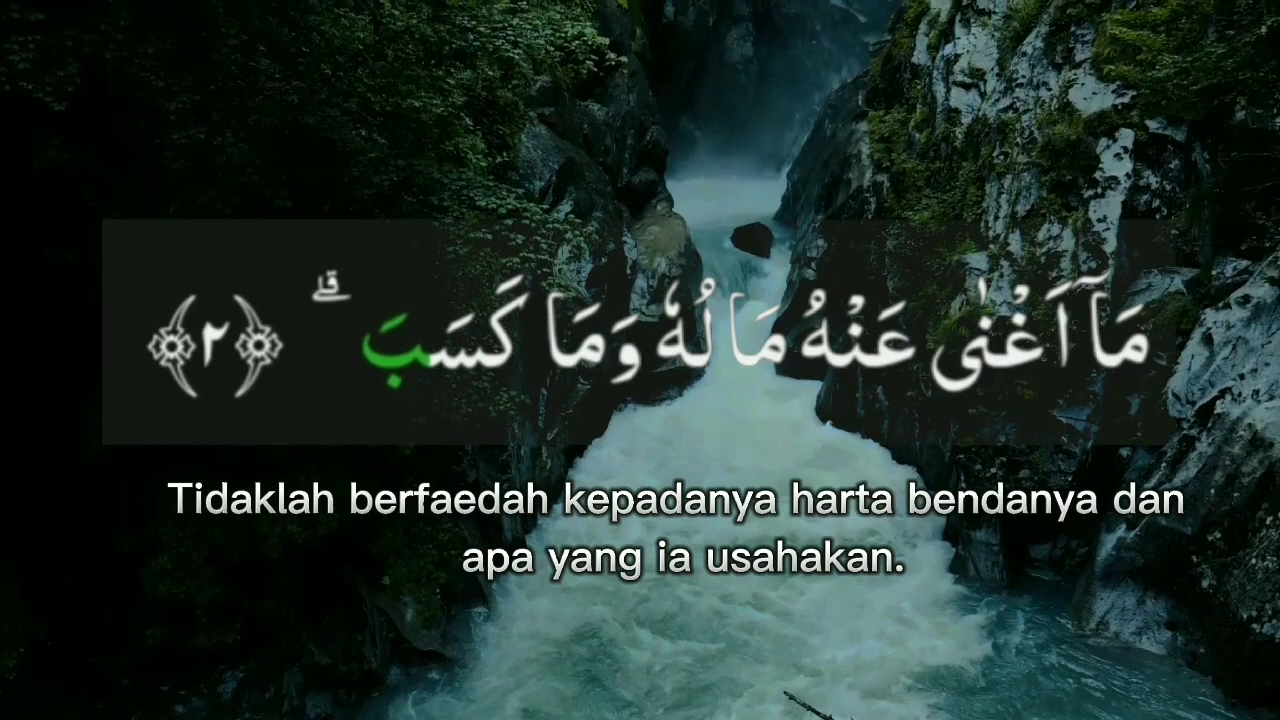 مَآ اَغْنٰى عَنْهُ مَالُهٗ وَمَا كَسَبَ ۗ ﴿٢﴾
Tidaklah berfaedah kepadanya harta bendanya dan
apa yang ia usahakan.